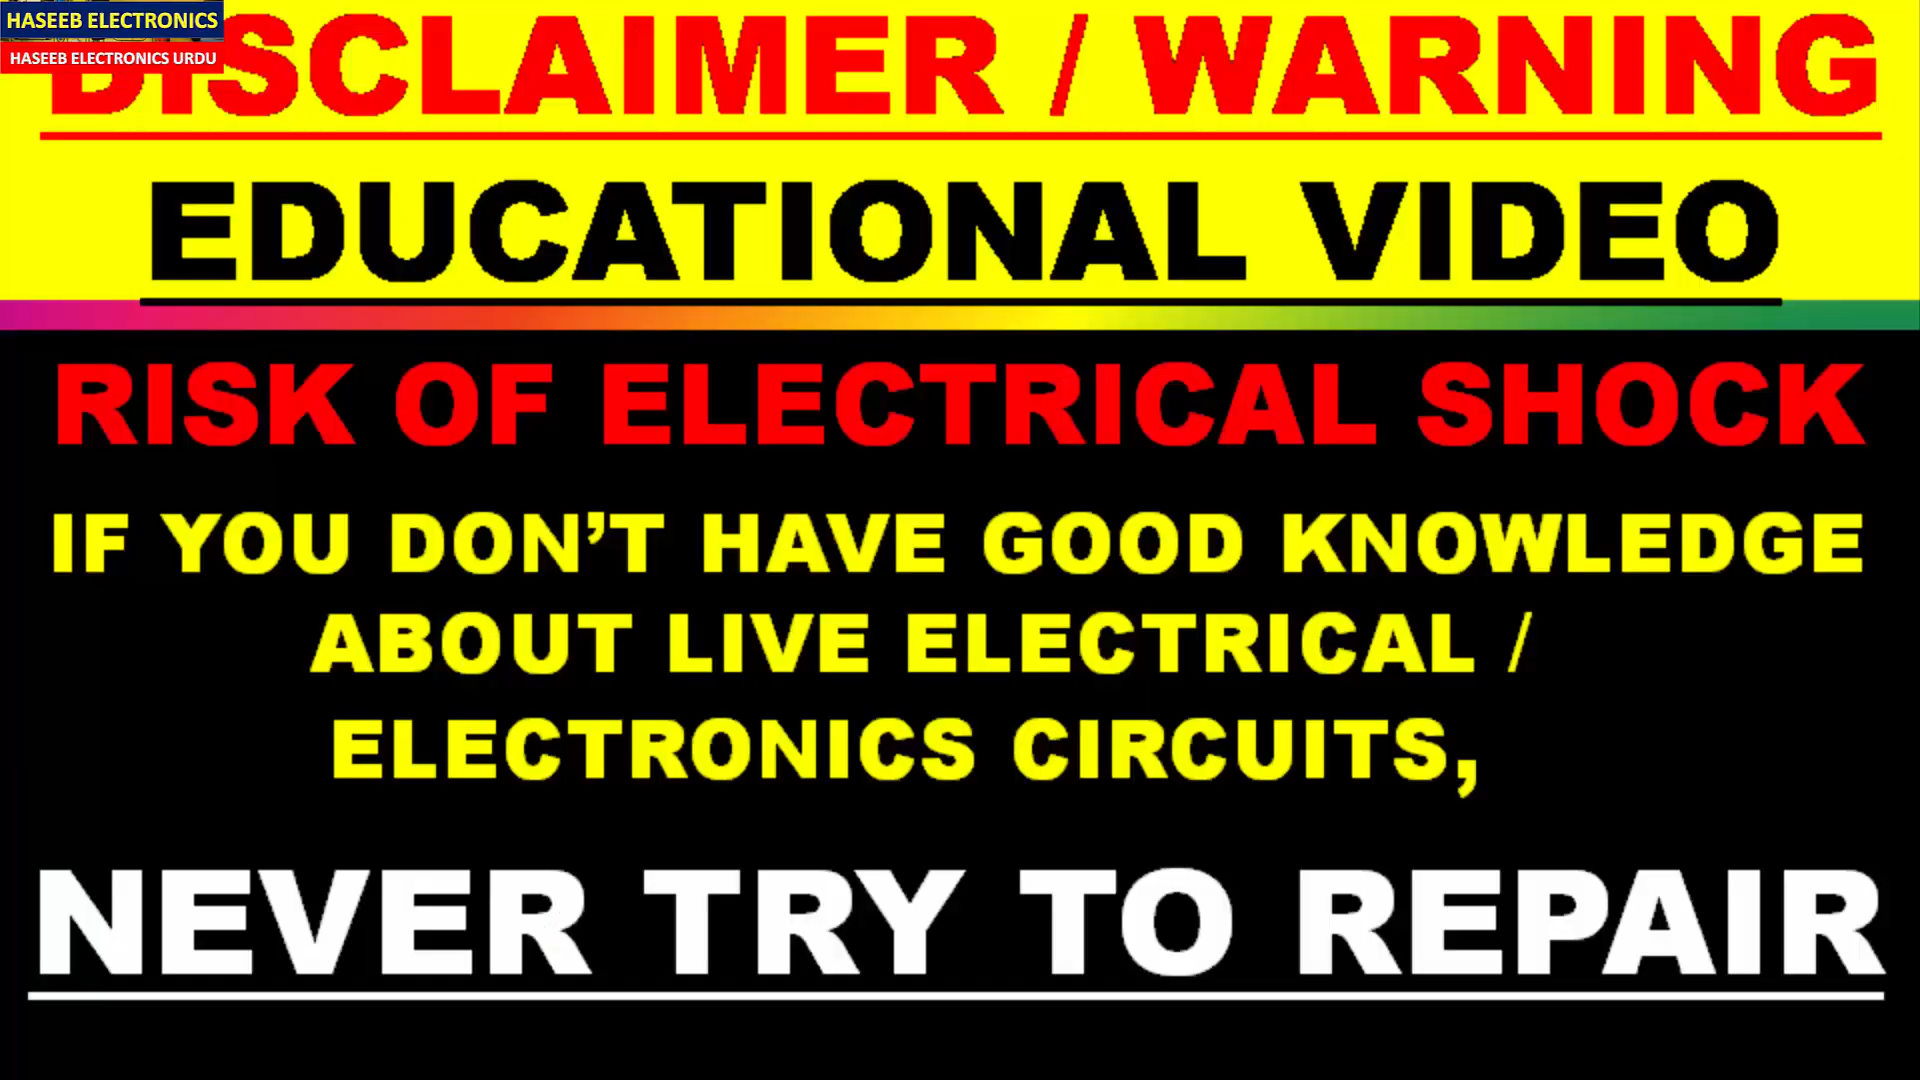 HASEEB ELECTRONICS
HASEEB ELECTRONICS URDU
DISCLAIMER / WARNING
EDUCATIONAL VIDEO
RISK OF ELECTRICAL SHOCK
IF YOU DON’T HAVE GOOD KNOWLEDGE
ABOUT LIVE ELECTRICAL /
ELECTRONICS CIRCUITS,
NEVER TRY TO REPAIR